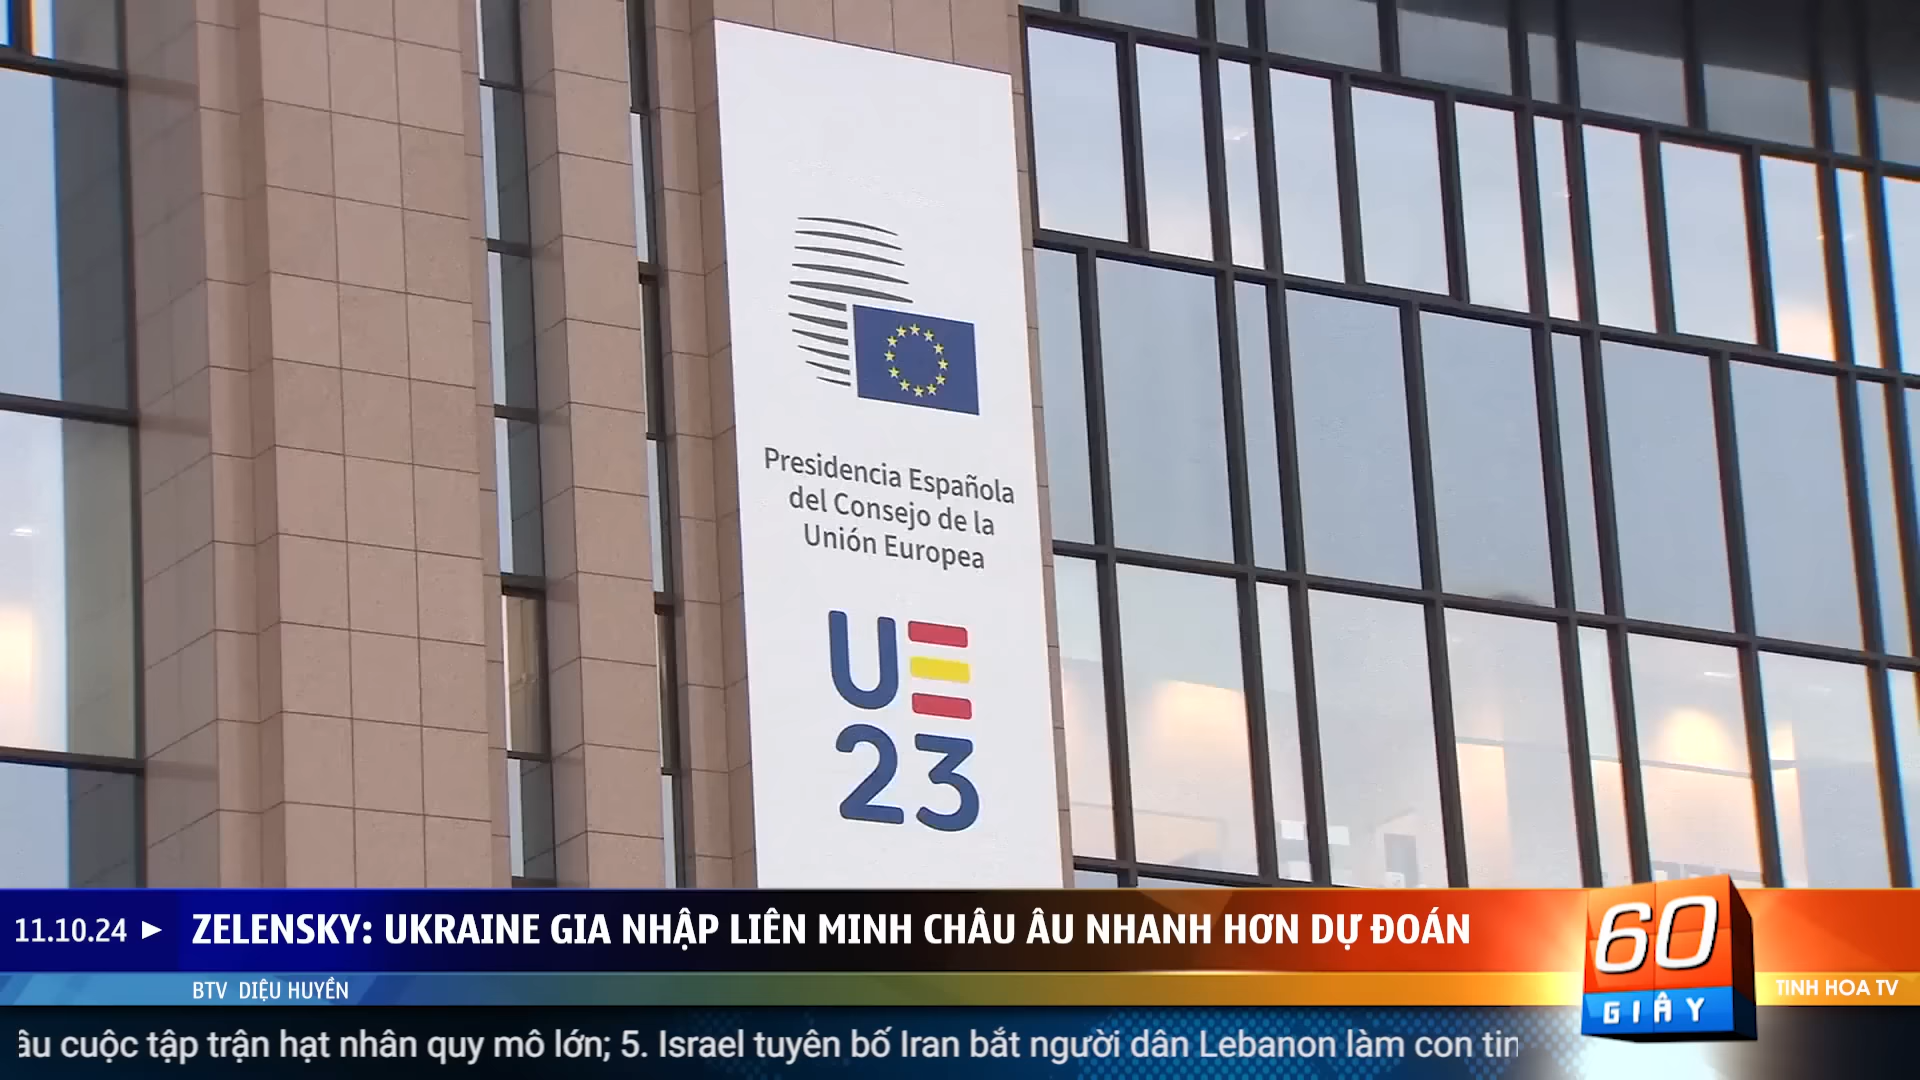 Presidencia Española
del Consejo de la
Unión Europea
UE
23
11.10.24
ZELENSKY: UKRAINE GIA NHẬP LIÊN MINH CHÂU ÂU NHANH HƠN DỰ ĐOÁN
BTV DIỆU HUYỀN
60
GIÂY
TINH HOA TV
cuộc tập trận hạt nhân quy mô lớn; 5. Israel tuyên bố Iran bắt người dân Lebanon làm con tin